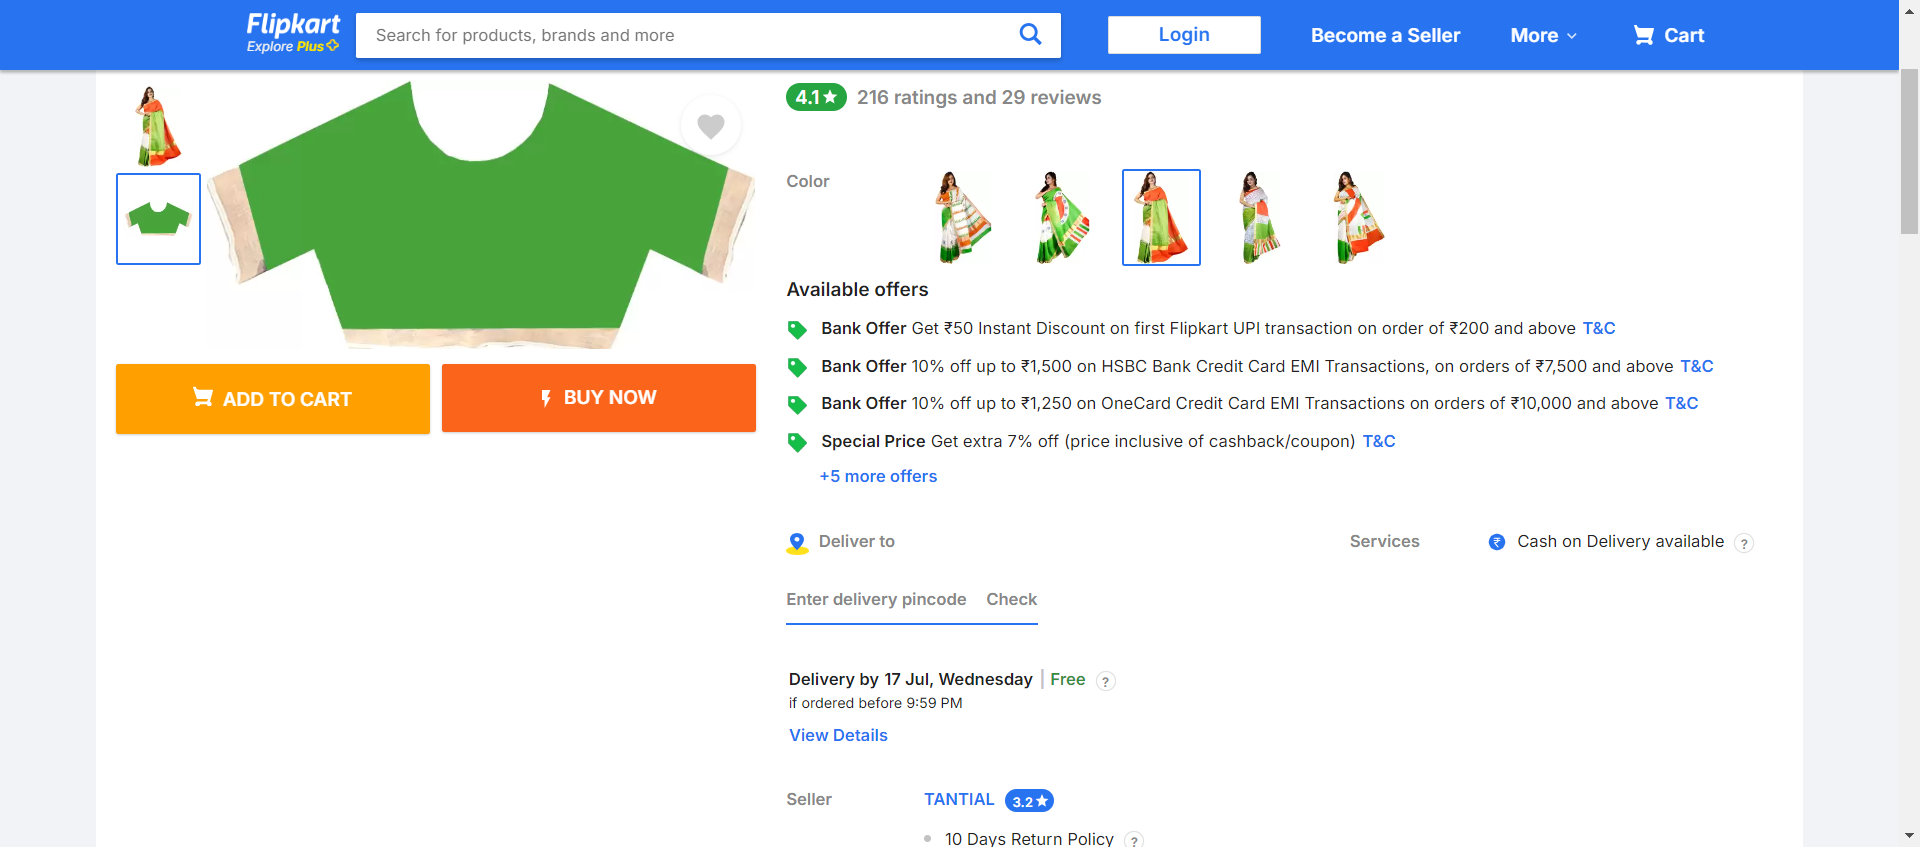 Flipkart
Explore Plus
Search for products, brands and more
Login
Become a Seller
More
Cart
4.1★ 216 ratings and 29 reviews
Color
Available offers
Bank Offer Get ₹50 Instant Discount on first Flipkart UPI transaction on order of ₹200 and above T&C
Bank Offer 10% off up to ₹1,500 on HSBC Bank Credit Card EMI Transactions, on orders of ₹7,500 and above T&C
Bank Offer 10% off up to ₹1,250 on OneCard Credit Card EMI Transactions on orders of ₹10,000 and above T&C
Special Price Get extra 7% off (price inclusive of cashback/coupon) T&C
+5 more offers
ADD TO CART
BUY NOW
Deliver to
Services
₹ Cash on Delivery available ?
Enter delivery pincode Check
Delivery by 17 Jul, Wednesday | Free ?
if ordered before 9:59 PM
View Details
Seller
TANTIAL 3.2★
• 10 Days Return Policy ?